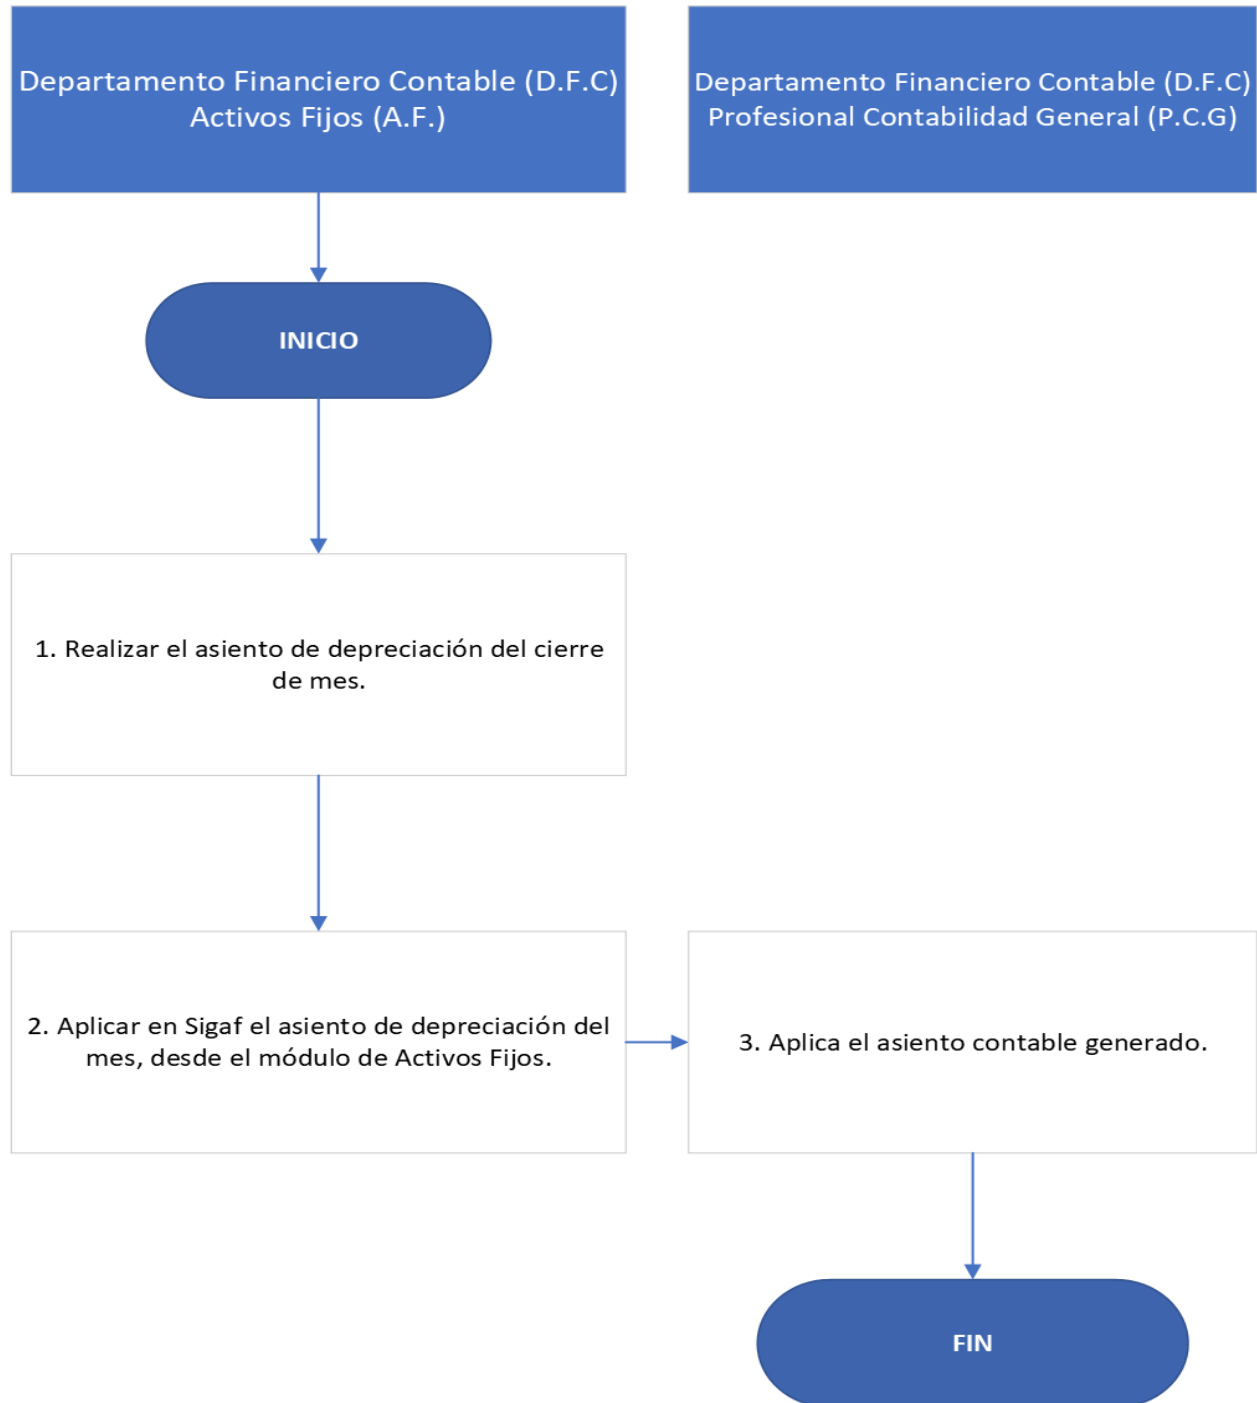 Departamento Financiero Contable (D.F.C)
Activos Fijos (A.F.)
Departamento Financiero Contable (D.F.C)
Profesional Contabilidad General (P.C.G)
INICIO
1. Realizar el asiento de depreciación del cierre
de mes.
2. Aplicar en Sigaf el asiento de depreciación del
mes, desde el módulo de Activos Fijos.
3. Aplica el asiento contable generado.
FIN